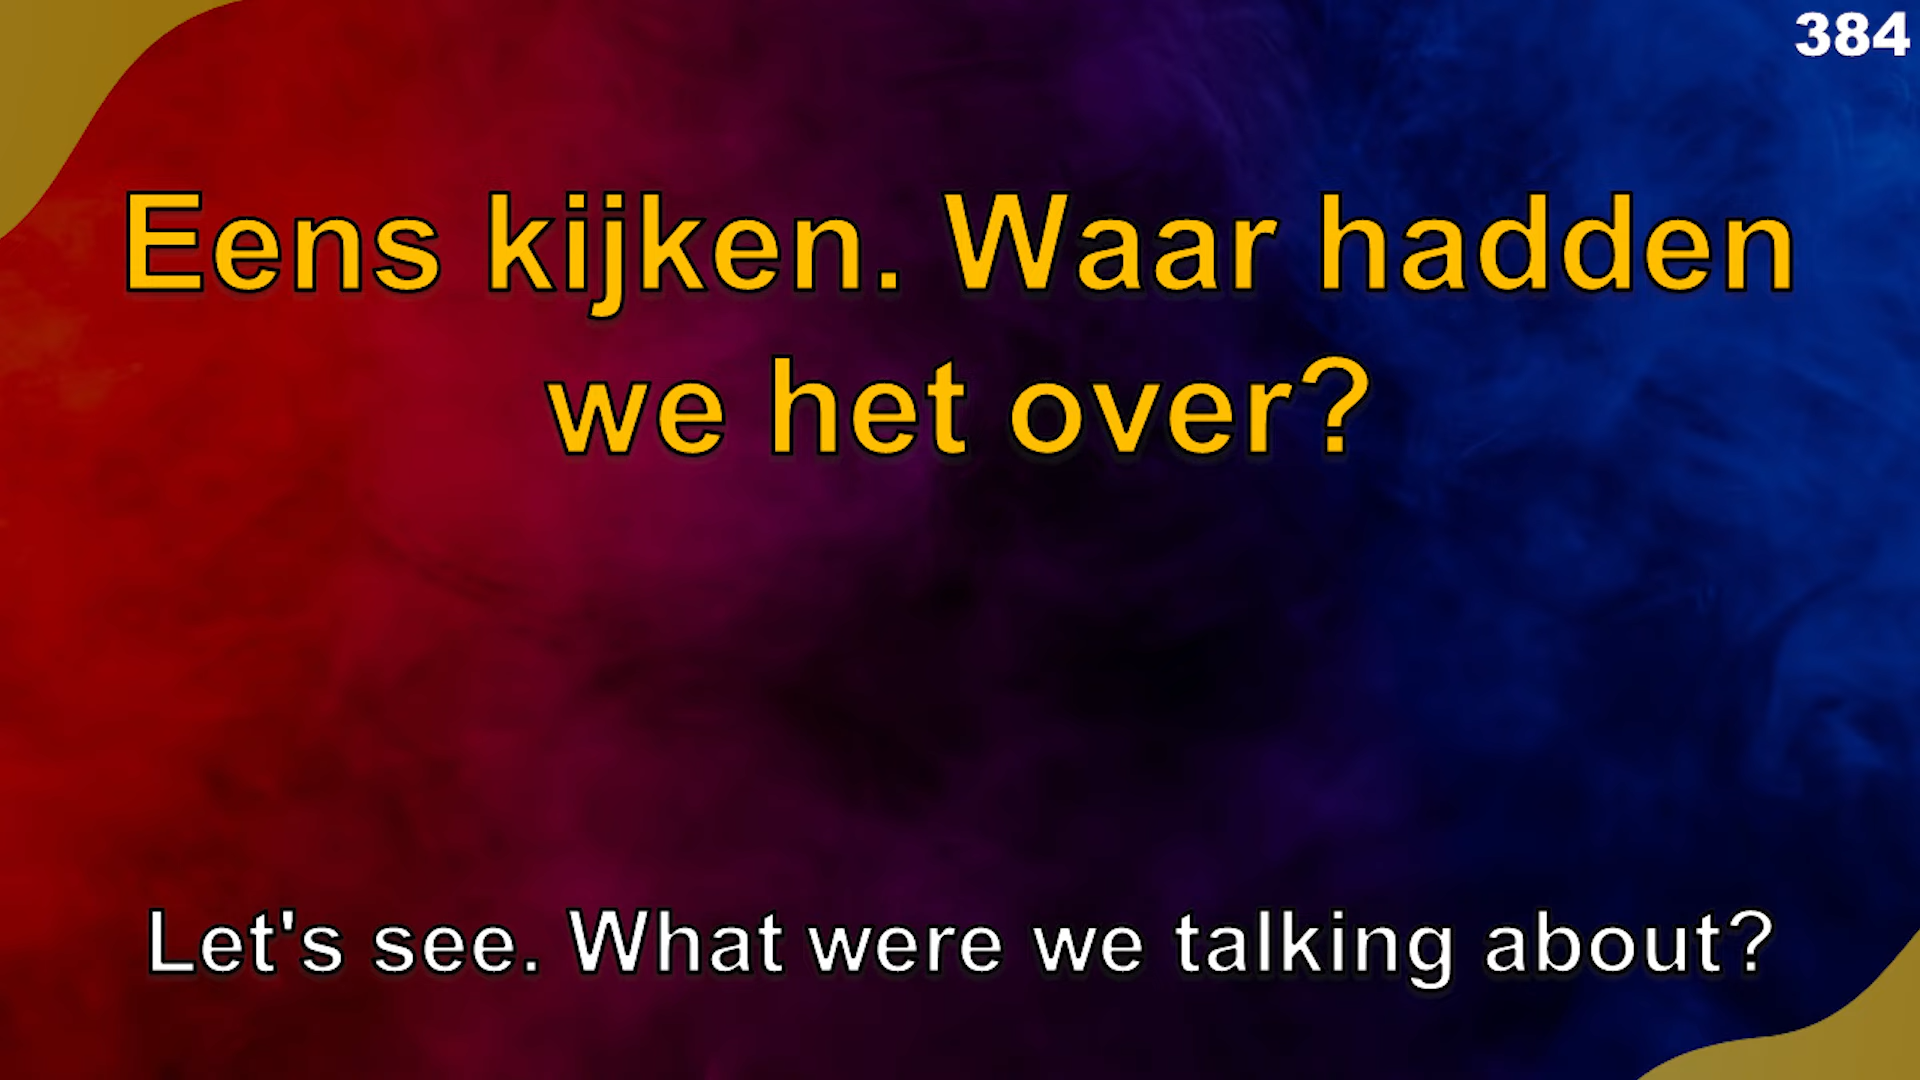 384
Eens kijken. Waar hadden
we het over?
Let's see. What were we talking about?